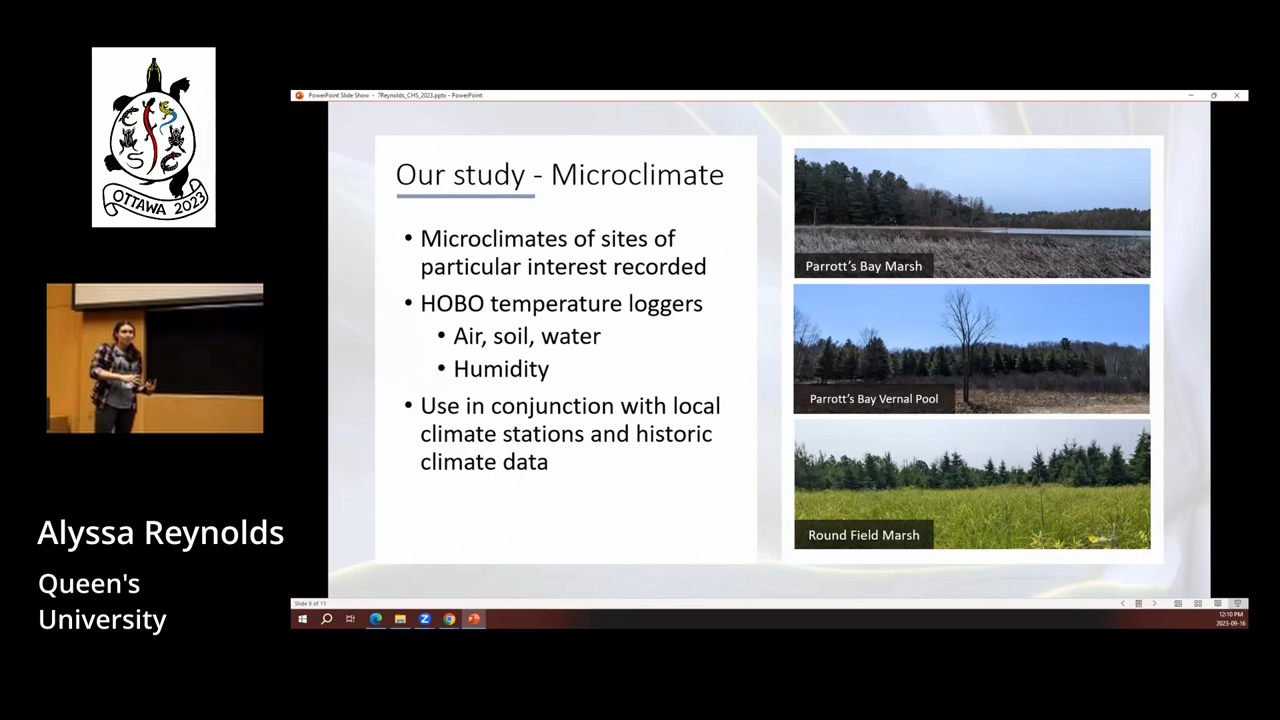 C
S
S
C
OTTAWA 2023
Alyssa Reynolds
Queen's
University
PowerPoint Slide Show - 7Reynolds_CHS_2023.pptx - PowerPoint
Our study - Microclimate
• Microclimates of sites of
particular interest recorded
• HOBO temperature loggers
• Air, soil, water
• Humidity
• Use in conjunction with local
climate stations and historic
climate data
Parrott's Bay Marsh
Parrott's Bay Vernal Pool
Round Field Marsh
Slide 9 of 11
12:10 PM
2023-09-16